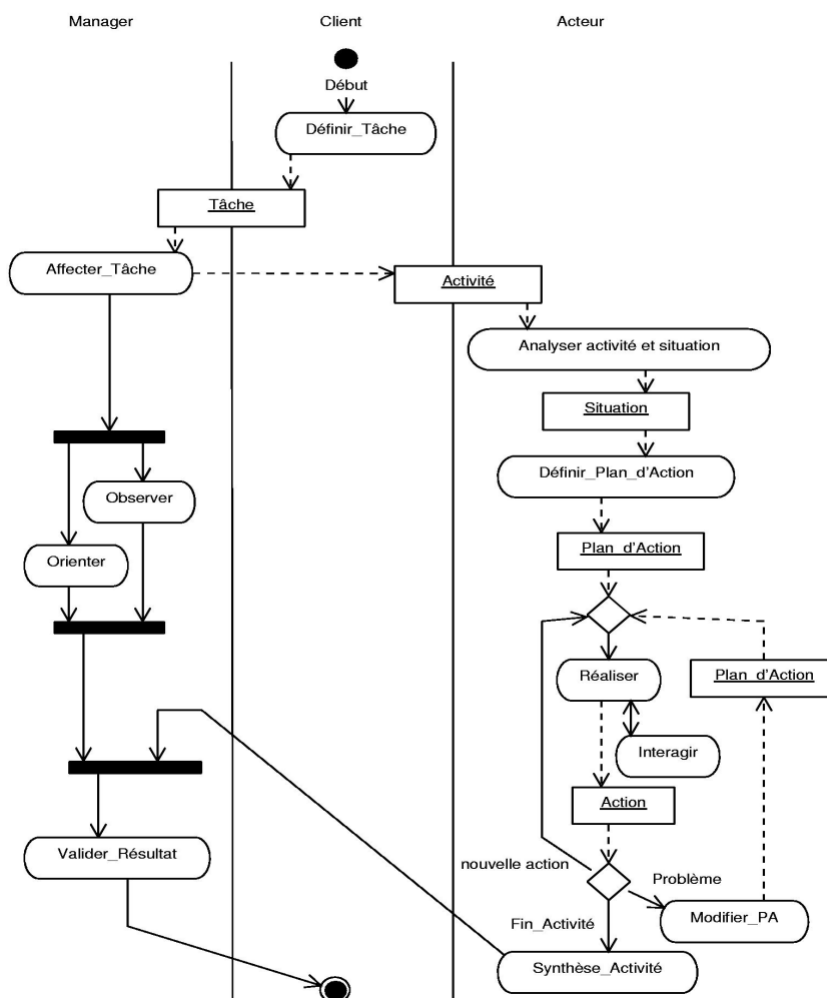 Manager
Client
Acteur
Début
Définir_Tâche
Tâche
Affecter_Tâche
Activité
Analyser activité et situation
Situation
Définir_Plan_d'Action
Observer
Orienter
Plan_d'Action
Réaliser
Plan_d'Action
Interagir
Action
nouvelle action
Problème
Valider_Résultat
Fin_Activité
Modifier_PA
Synthèse_Activité